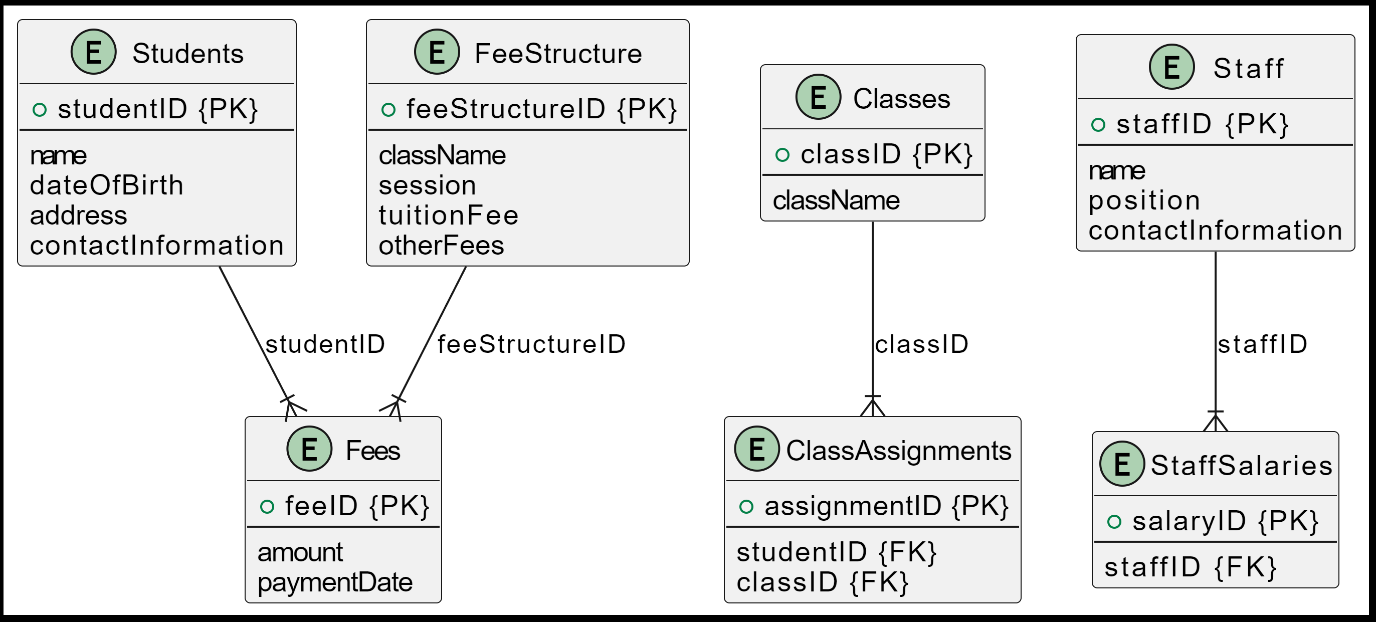 E Students
studentID {PK}
name
dateOfBirth
address
contactInformation
E FeeStructure
feeStructureID {PK}
className
session
tuitionFee
otherFees
E Classes
classID {PK}
className
E Staff
staffID {PK}
name
position
contactInformation
studentID
feeStructureID
classID
staffID
E Fees
feeID {PK}
amount
paymentDate
E ClassAssignments
assignmentID {PK}
studentID {FK}
classID {FK}
E StaffSalaries
salaryID {PK}
staffID {FK}